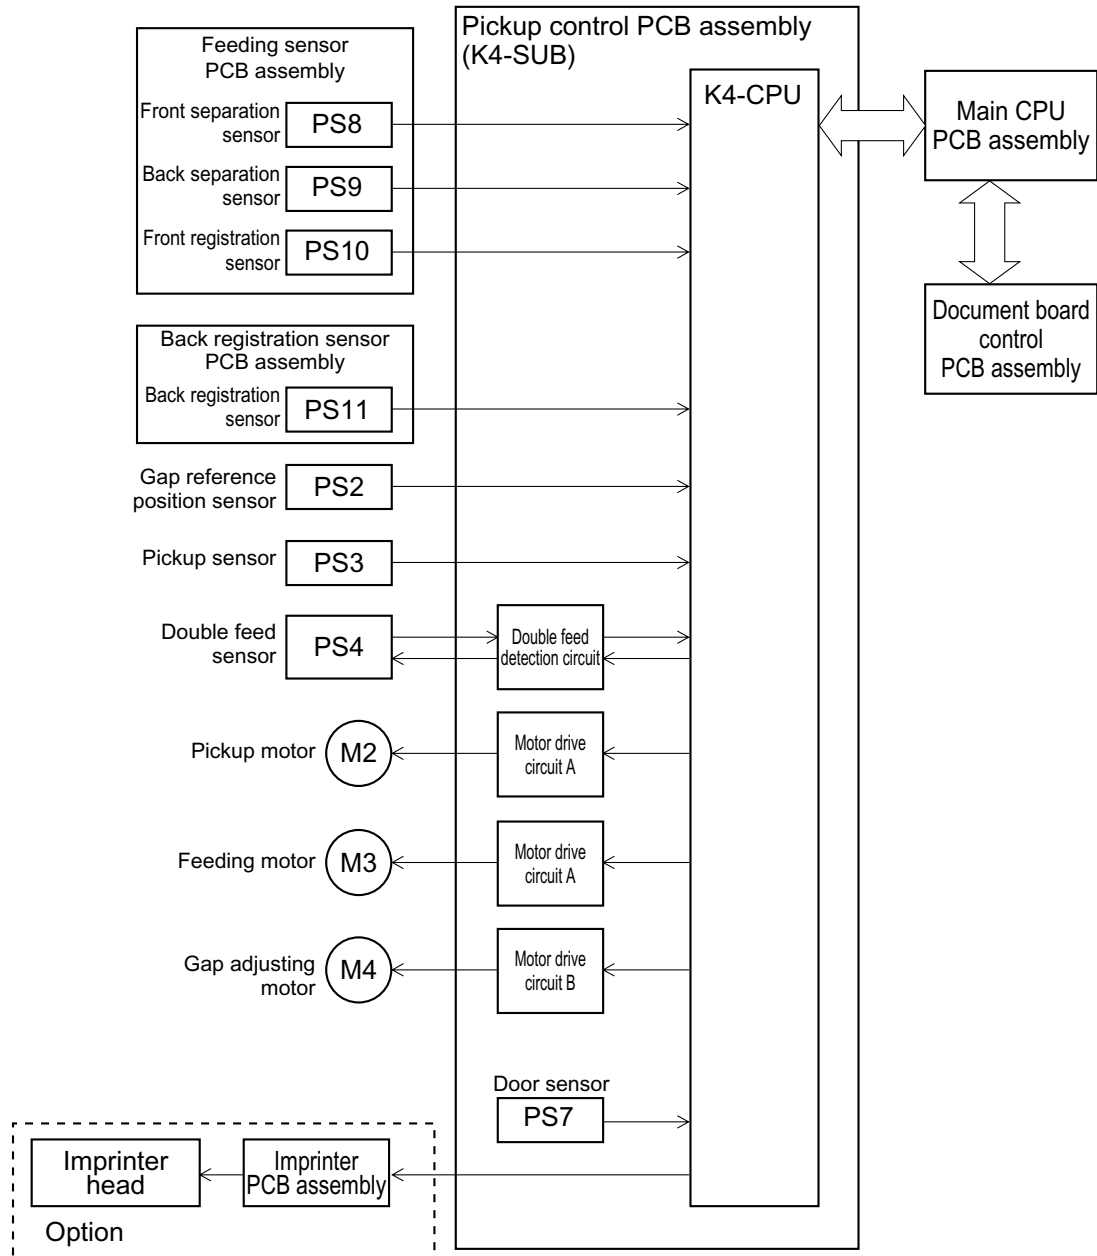 Pickup control PCB assembly
(K4-SUB)
Feeding sensor
PCB assembly
Front separation
sensor
PS8
Back separation
sensor
PS9
Front registration
sensor
PS10
K4-CPU
Main CPU
PCB assembly
Document board
control
PCB assembly
Back registration sensor
PCB assembly
Back registration
sensor
PS11
Gap reference
position sensor
PS2
Pickup sensor
PS3
Double feed
sensor
PS4
Double feed
detection circuit
Pickup motor
M2
Motor drive
circuit A
Feeding motor
M3
Motor drive
circuit A
Gap adjusting
motor
M4
Motor drive
circuit B
Door sensor
PS7
Imprinter
head
Imprinter
PCB assembly
Option